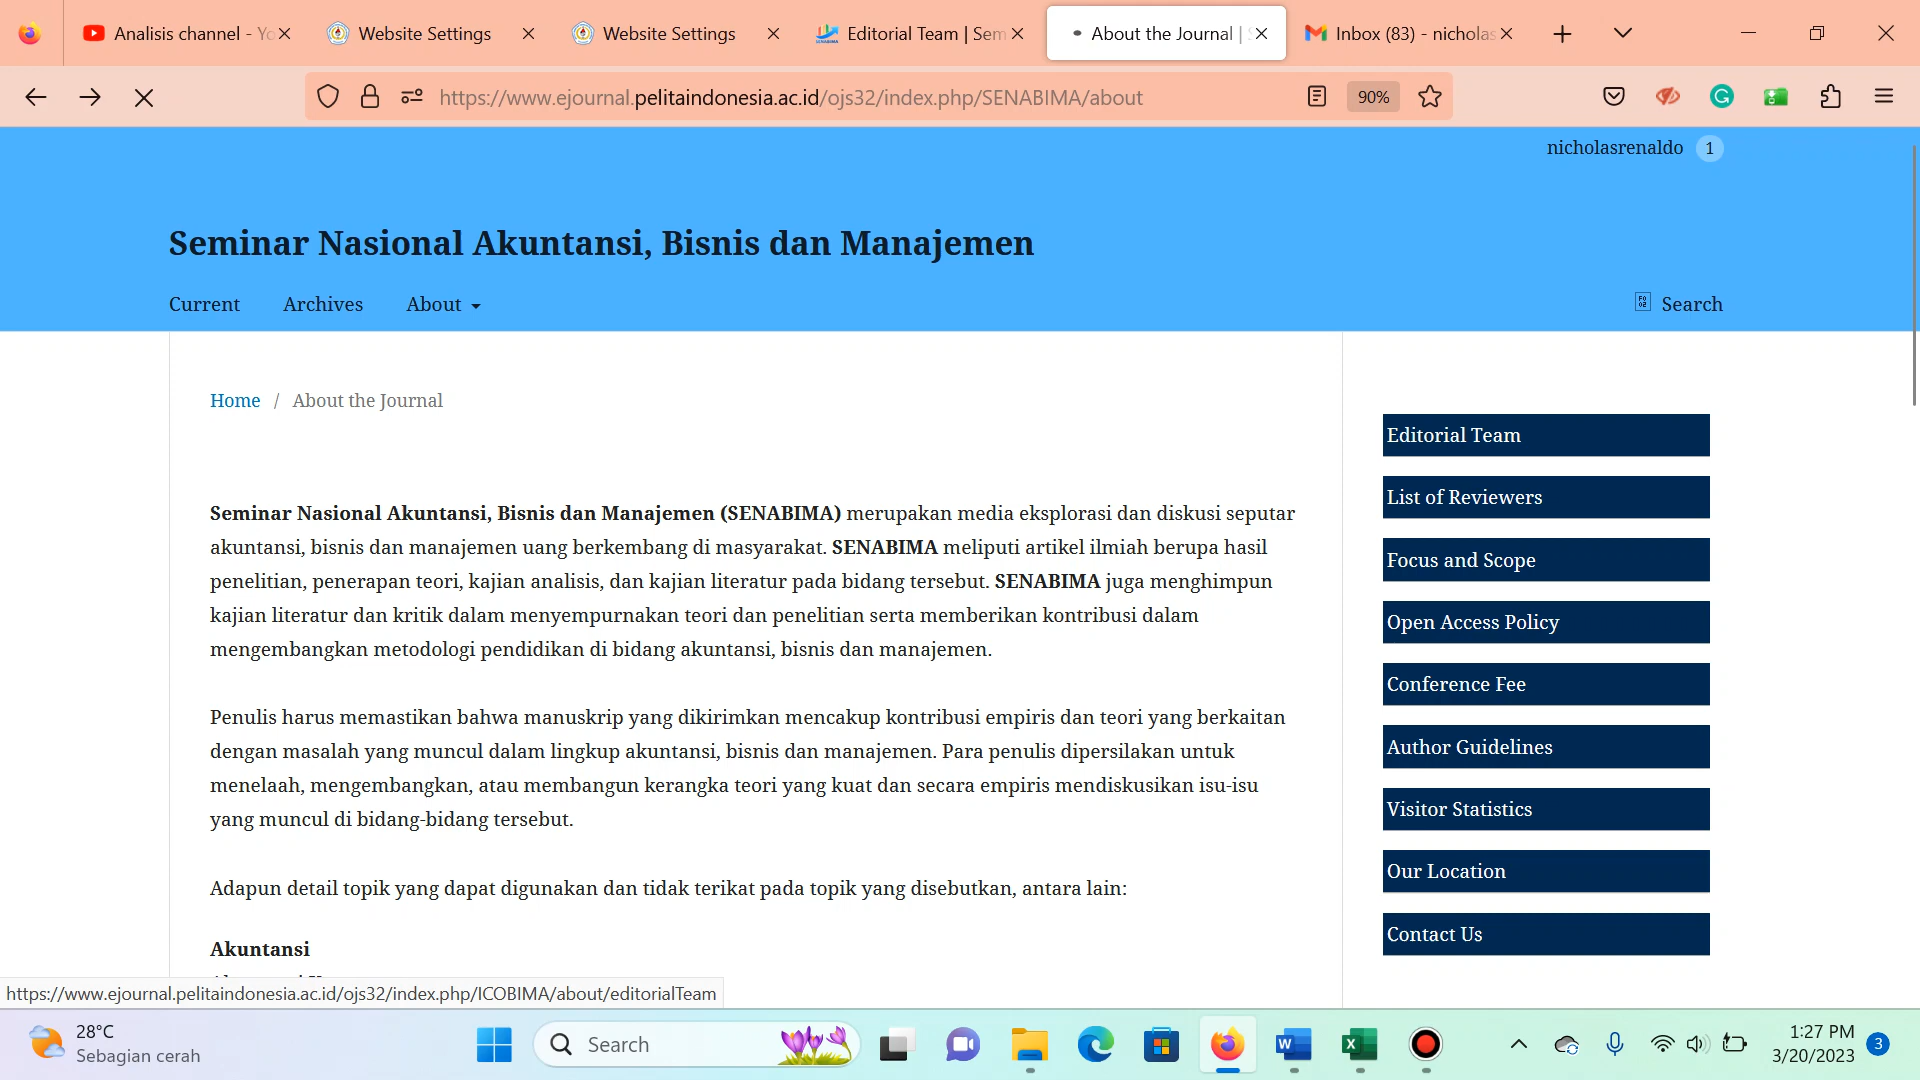 Analisis channel - Yo
Website Settings
Website Settings
Editorial Team | Sem
About the Journal |
Inbox (83) - nicholas
https://www.ejournal.pelitaindonesia.ac.id/ojs32/index.php/SENABIMA/about
90%
nicholasrenaldo 1
Seminar Nasional Akuntansi, Bisnis dan Manajemen
Current
Archives
About
Search
Home / About the Journal
Seminar Nasional Akuntansi, Bisnis dan Manajemen (SENABIMA) merupakan media eksplorasi dan diskusi seputar
akuntansi, bisnis dan manajemen uang berkembang di masyarakat. SENABIMA meliputi artikel ilmiah berupa hasil
penelitian, penerapan teori, kajian analisis, dan kajian literatur pada bidang tersebut. SENABIMA juga menghimpun
kajian literatur dan kritik dalam menyempurnakan teori dan penelitian serta memberikan kontribusi dalam
mengembangkan metodologi pendidikan di bidang akuntansi, bisnis dan manajemen.
Penulis harus memastikan bahwa manuskrip yang dikirimkan mencakup kontribusi empiris dan teori yang berkaitan
dengan masalah yang muncul dalam lingkup akuntansi, bisnis dan manajemen. Para penulis dipersilakan untuk
menelaah, mengembangkan, atau membangun kerangka teori yang kuat dan secara empiris mendiskusikan isu-isu
yang muncul di bidang-bidang tersebut.
Adapun detail topik yang dapat digunakan dan tidak terikat pada topik yang disebutkan, antara lain:
Akuntansi
Editorial Team
List of Reviewers
Focus and Scope
Open Access Policy
Conference Fee
Author Guidelines
Visitor Statistics
Our Location
Contact Us
https://www.ejournal.pelitaindonesia.ac.id/ojs32/index.php/ICOBIMA/about/editorialTeam
28°C
Sebagian cerah
Search
1:27 PM
3/20/2023
3